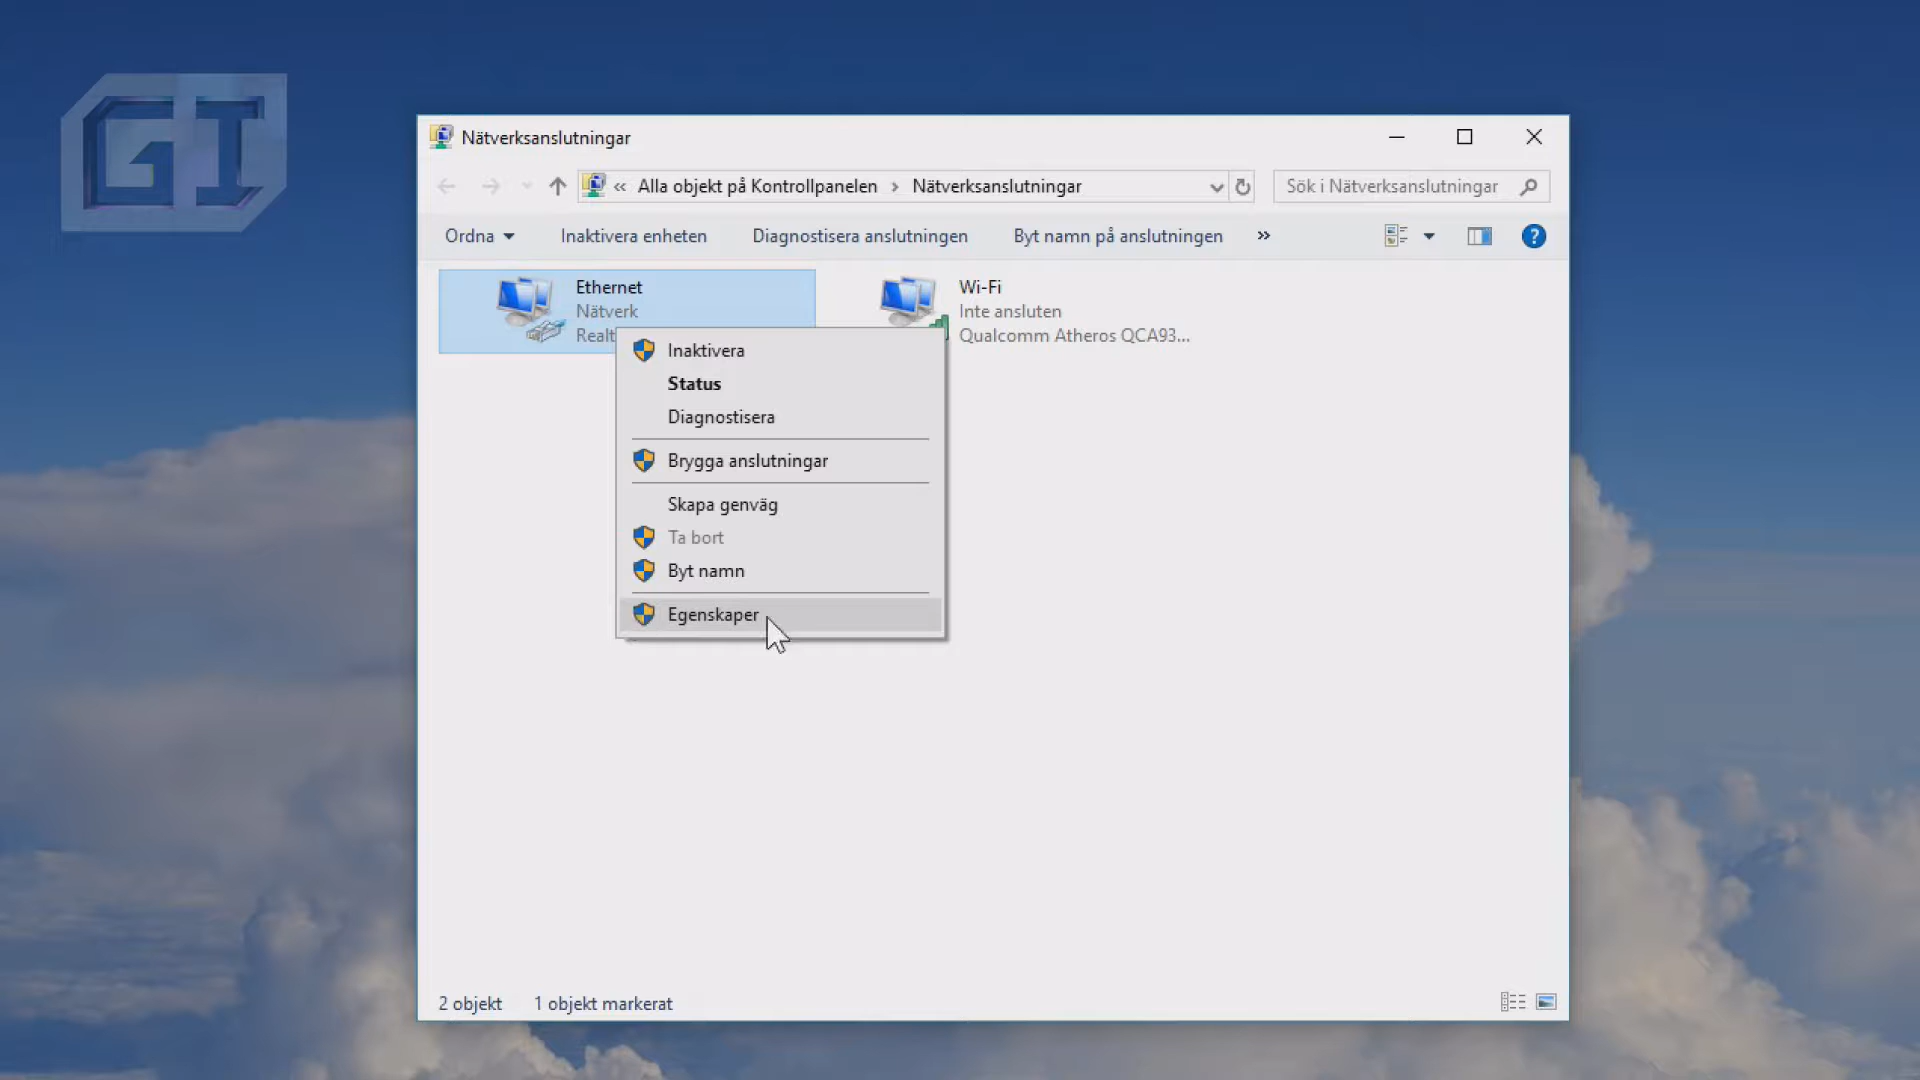 GI
Nätverksanslutningar
« Alla objekt på Kontrollpanelen › Nätverksanslutningar
Sök i Nätverksanslutningar
Ordna
Inaktivera enheten
Diagnostisera anslutningen
Byt namn på anslutningen
»
?
Ethernet
Nätverk
Realt
Wi-Fi
Inte ansluten
Qualcomm Atheros QCA93...
Inaktivera
Status
Diagnostisera
Brygga anslutningar
Skapa genväg
Ta bort
Byt namn
Egenskaper
2 objekt
1 objekt markerat